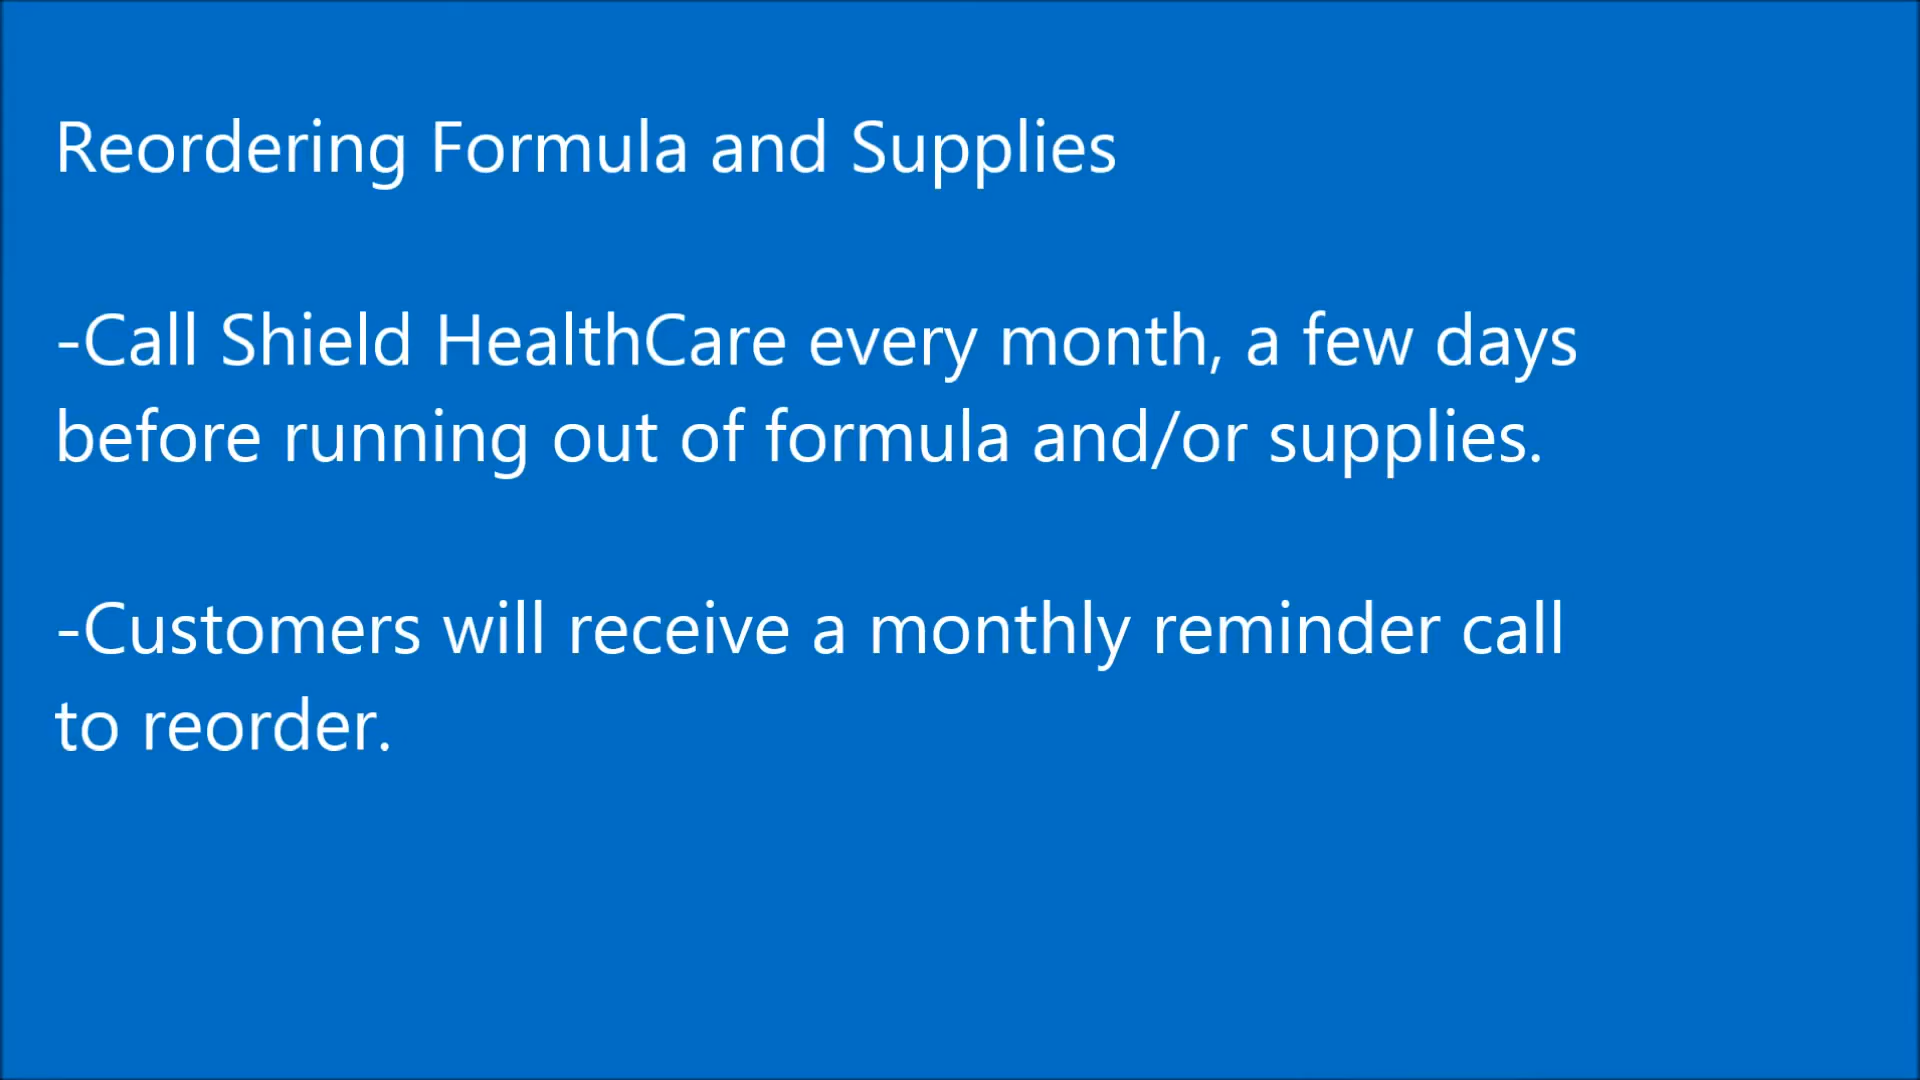 Reordering Formula and Supplies
-Call Shield HealthCare every month, a few days
before running out of formula and/or supplies.
-Customers will receive a monthly reminder call
to reorder.